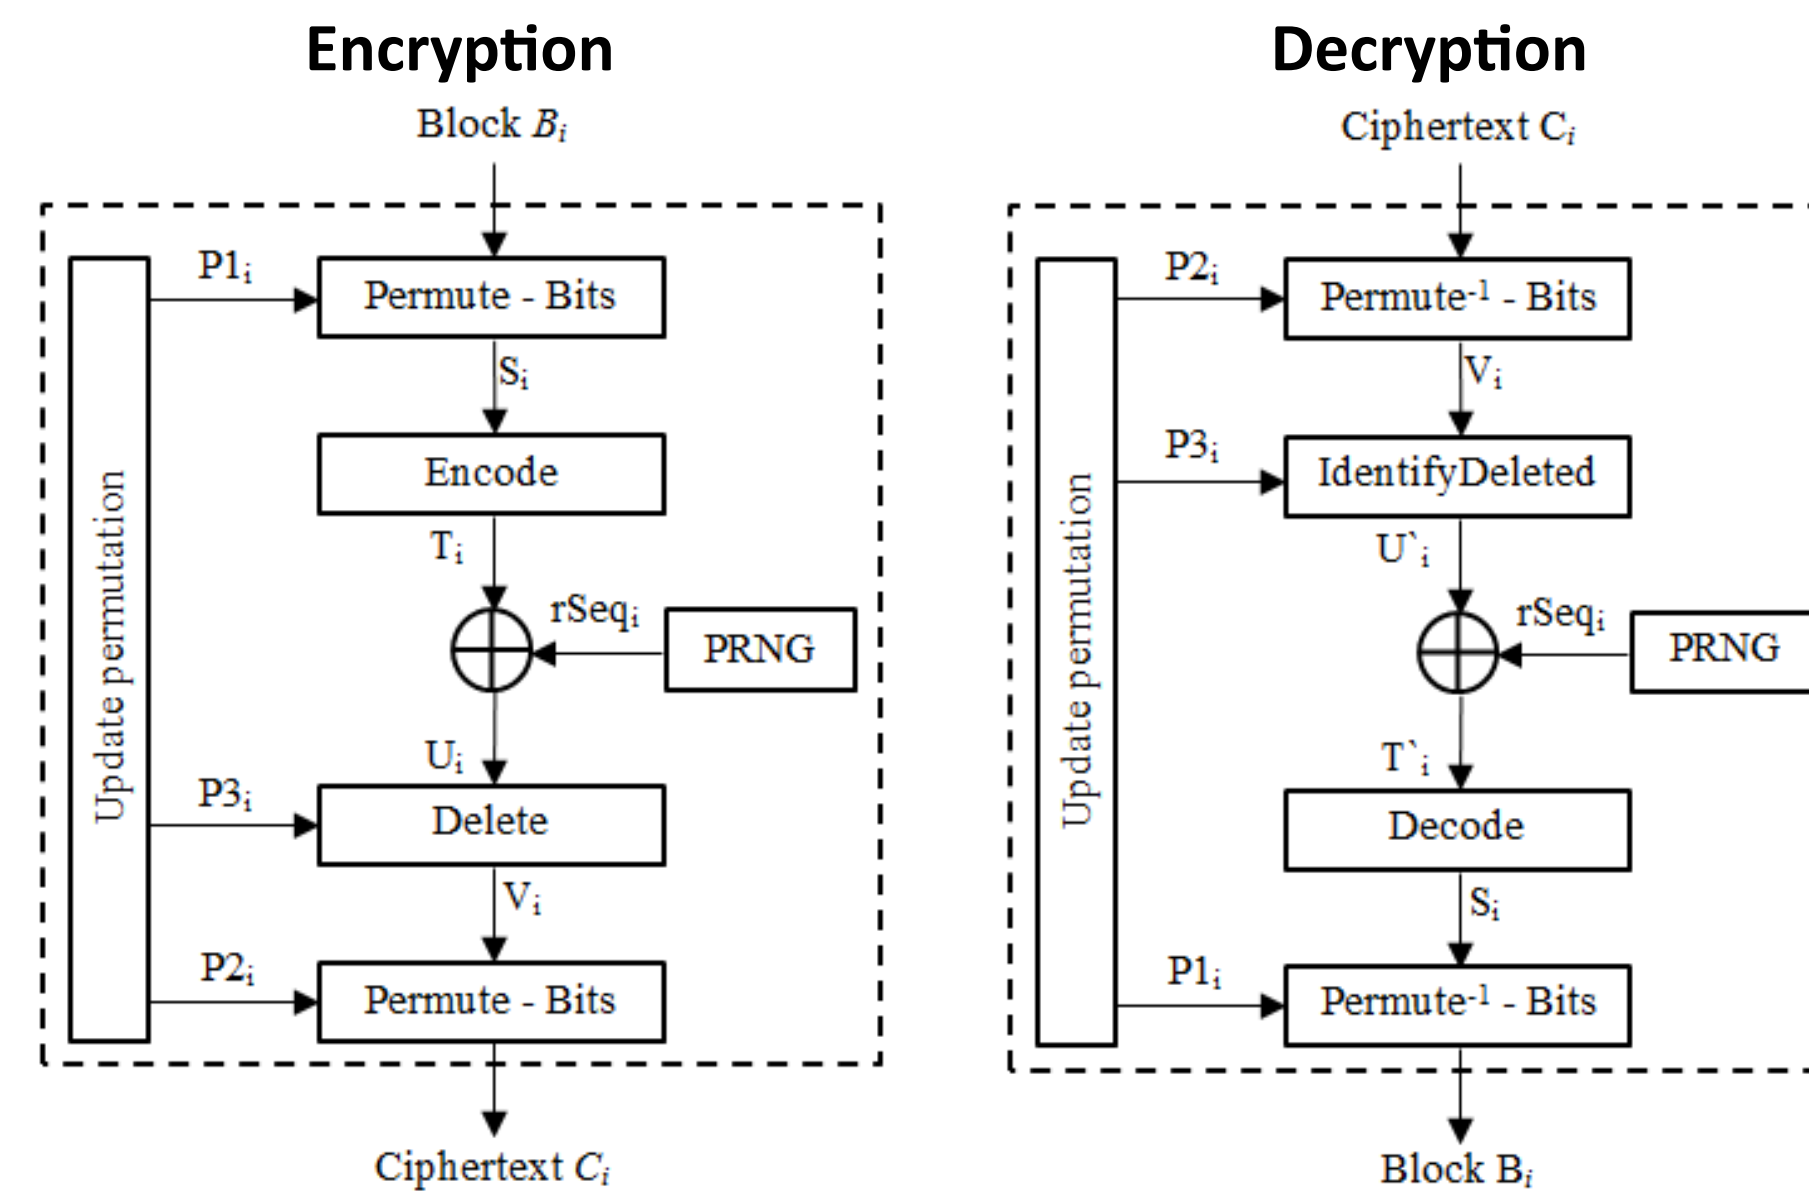 Encryption
Block Bᵢ
Update permutation
P1ᵢ
Permute - Bits
Sᵢ
Encode
Tᵢ
rSeqᵢ
PRNG
Uᵢ
P3ᵢ
Delete
Vᵢ
P2ᵢ
Permute - Bits
Ciphertext Cᵢ
Decryption
Ciphertext Cᵢ
Update permutation
P2ᵢ
Permute⁻¹ - Bits
Vᵢ
P3ᵢ
IdentifyDeleted
U`ᵢ
rSeqᵢ
PRNG
T`ᵢ
Decode
Sᵢ
P1ᵢ
Permute⁻¹ - Bits
Block Bᵢ